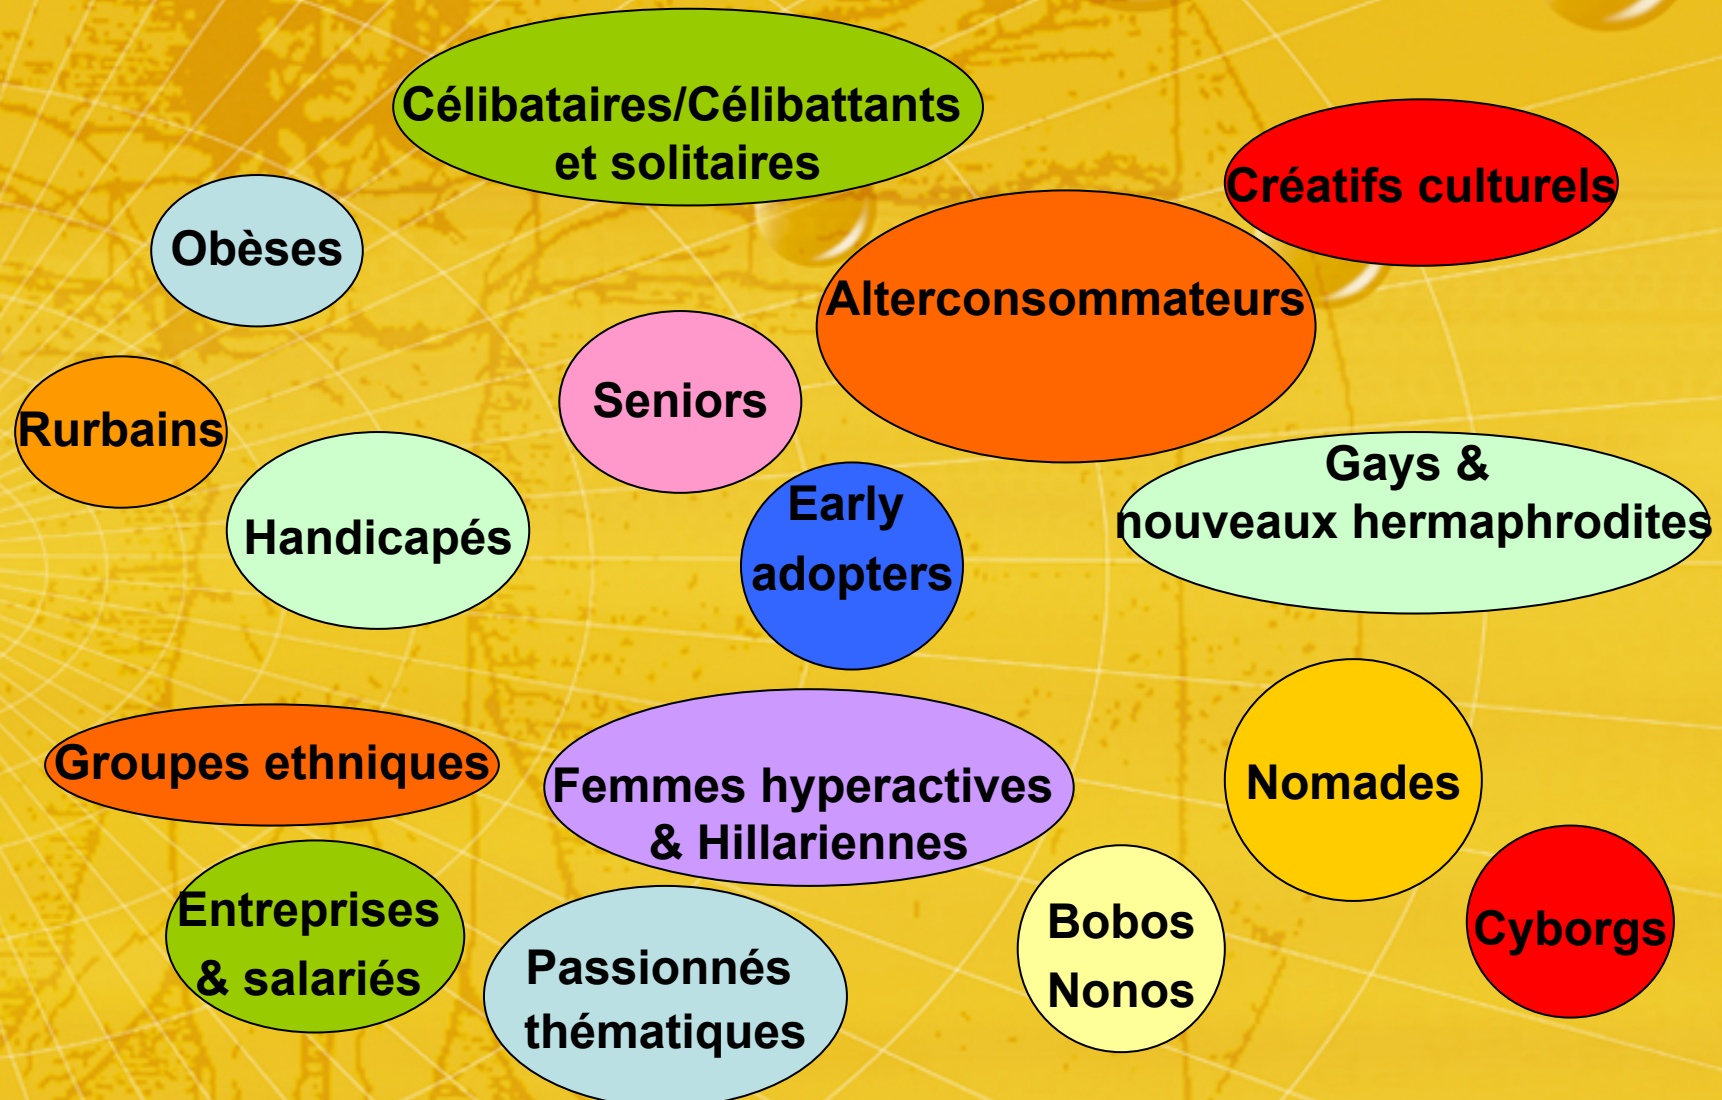 Célibataires/Célibattants
et solitaires
Créatifs culturels
Obèses
Alterconsommateurs
Seniors
Rurbains
Gays &
nouveaux hermaphrodites
Early
adopters
Handicapés
Groupes ethniques
Femmes hyperactives
& Hillariennes
Nomades
Entreprises
& salariés
Bobos
Nonos
Cyborgs
Passionnés
thématiques